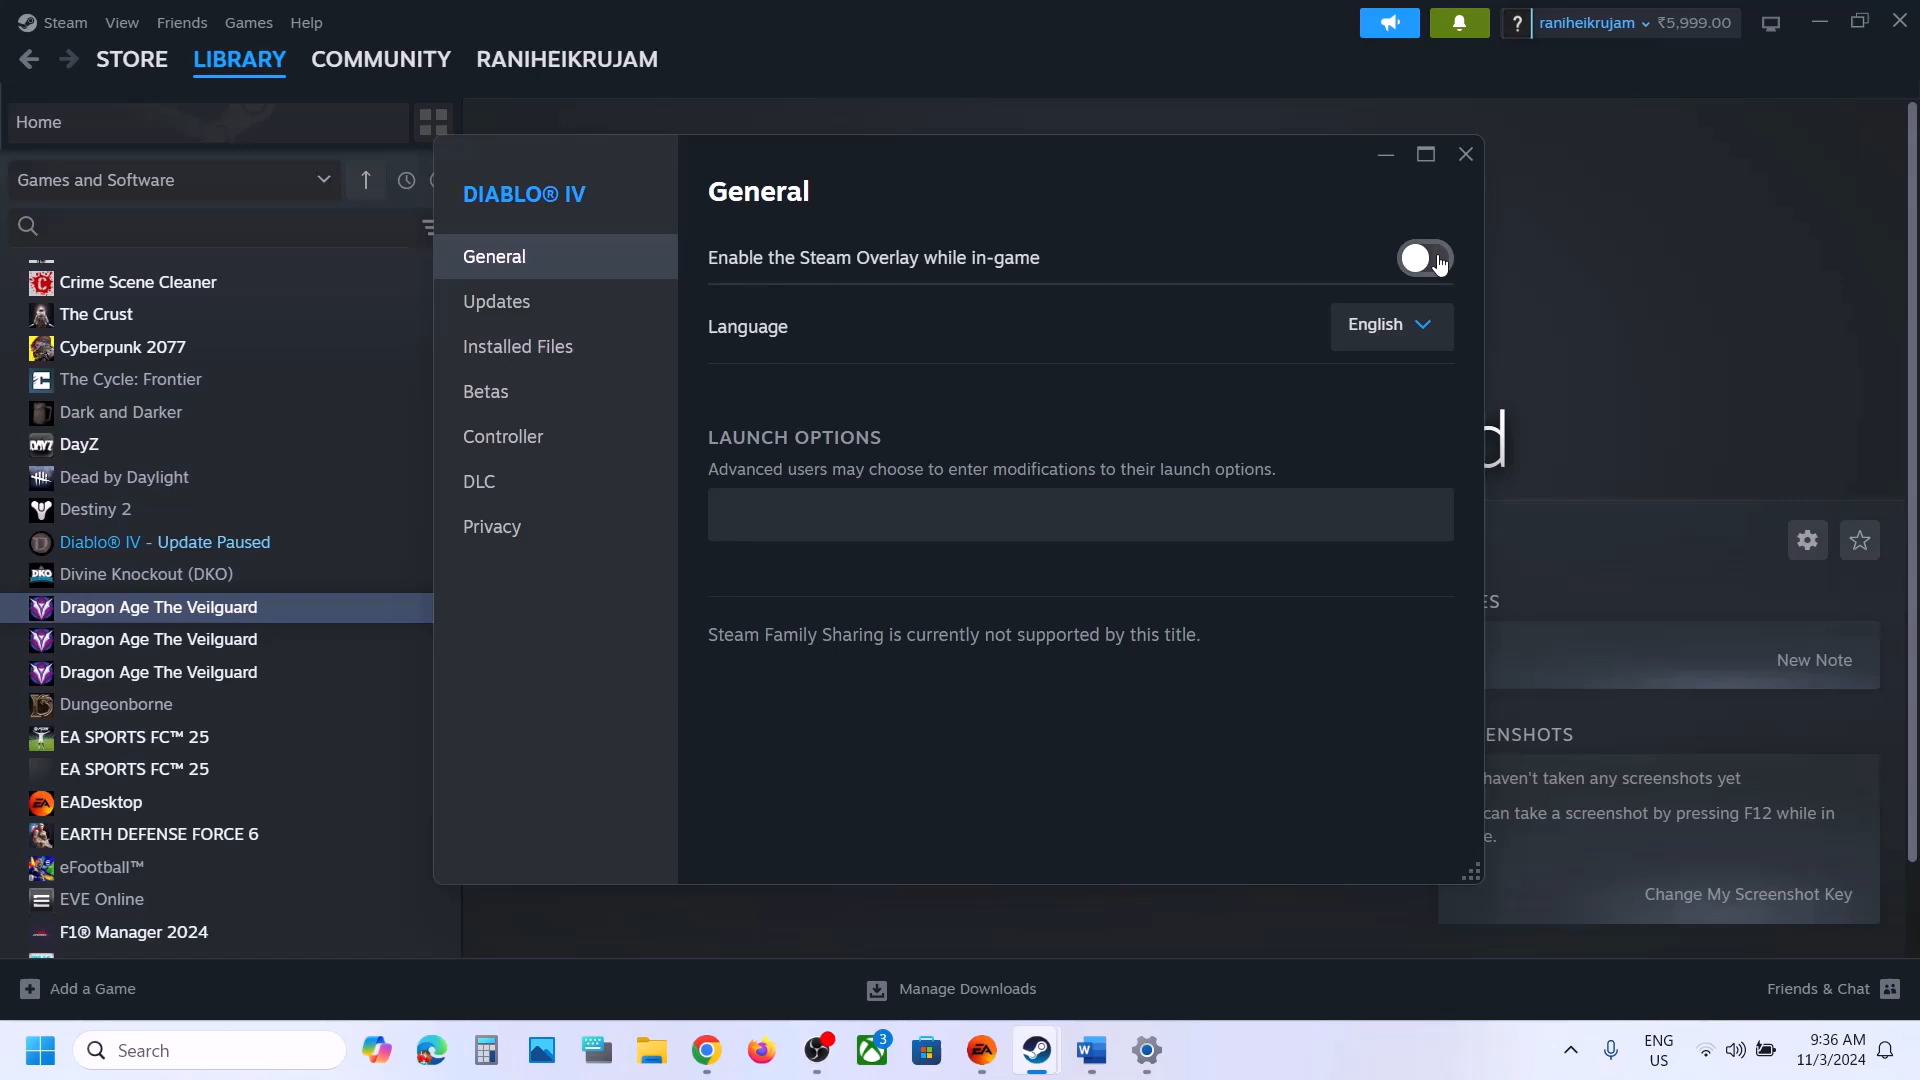 Steam View Friends Games Help
? raniheikrujam ₹5,999.00
STORE LIBRARY COMMUNITY RANIHEIKRUJAM
Home
Games and Software
Crime Scene Cleaner
The Crust
Cyberpunk 2077
The Cycle: Frontier
Dark and Darker
DayZ
Dead by Daylight
Destiny 2
Diablo® IV - Update Paused
Divine Knockout (DKO)
Dragon Age The Veilguard
Dragon Age The Veilguard
Dragon Age The Veilguard
Dungeonborne
EA SPORTS FC™ 25
EA SPORTS FC™ 25
EADesktop
EARTH DEFENSE FORCE 6
eFootball™
EVE Online
F1® Manager 2024
DIABLO® IV
General
Updates
Installed Files
Betas
Controller
DLC
Privacy
General
Enable the Steam Overlay while in-game
Language English
LAUNCH OPTIONS
Advanced users may choose to enter modifications to their launch options.
Steam Family Sharing is currently not supported by this title.
d
ES
New Note
ENSHOTS
haven't taken any screenshots yet
can take a screenshot by pressing F12 while in
e.
Change My Screenshot Key
Add a Game Manage Downloads Friends & Chat
Search
3
ENG
US
9:36 AM
11/3/2024